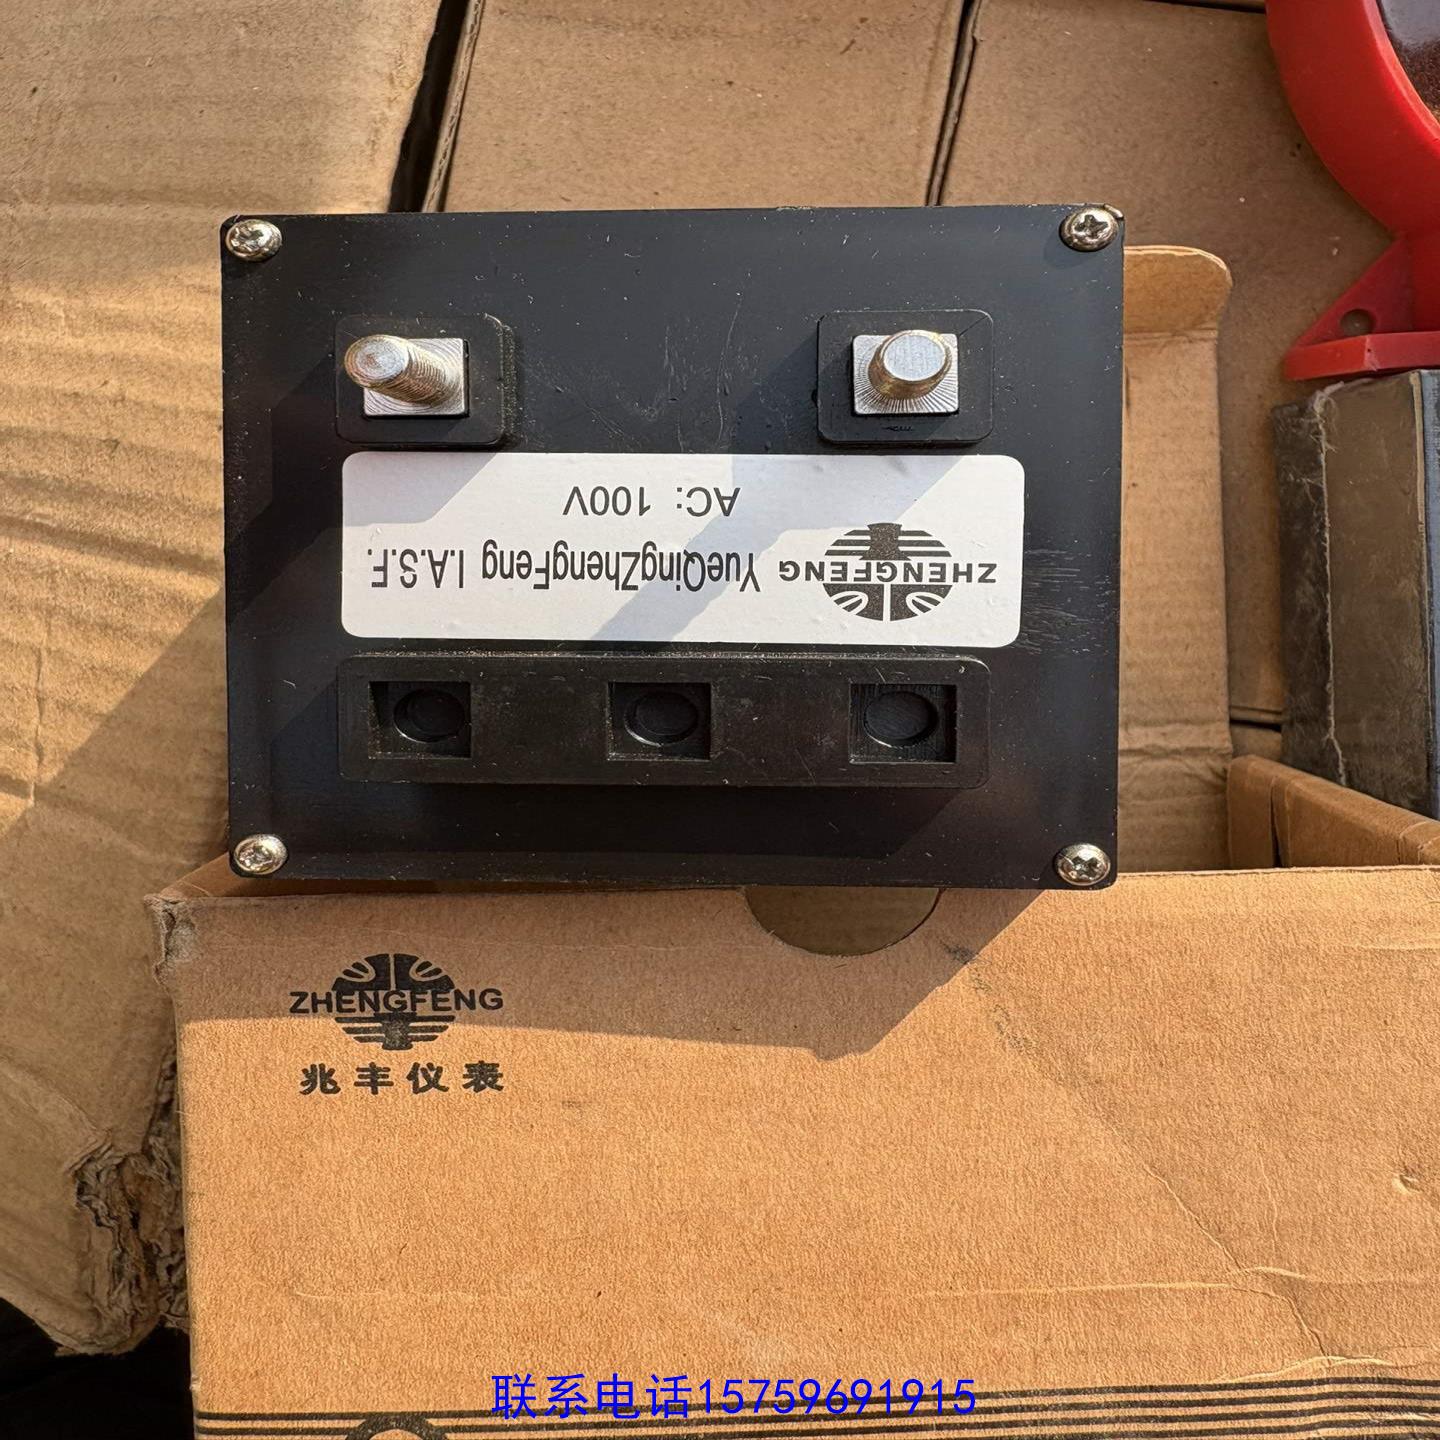 AC: 100V
ZHENGFENG YueQingZhengFeng I.A.S.F.
ZHENGFENG
兆丰仪表
联系电话15759691915